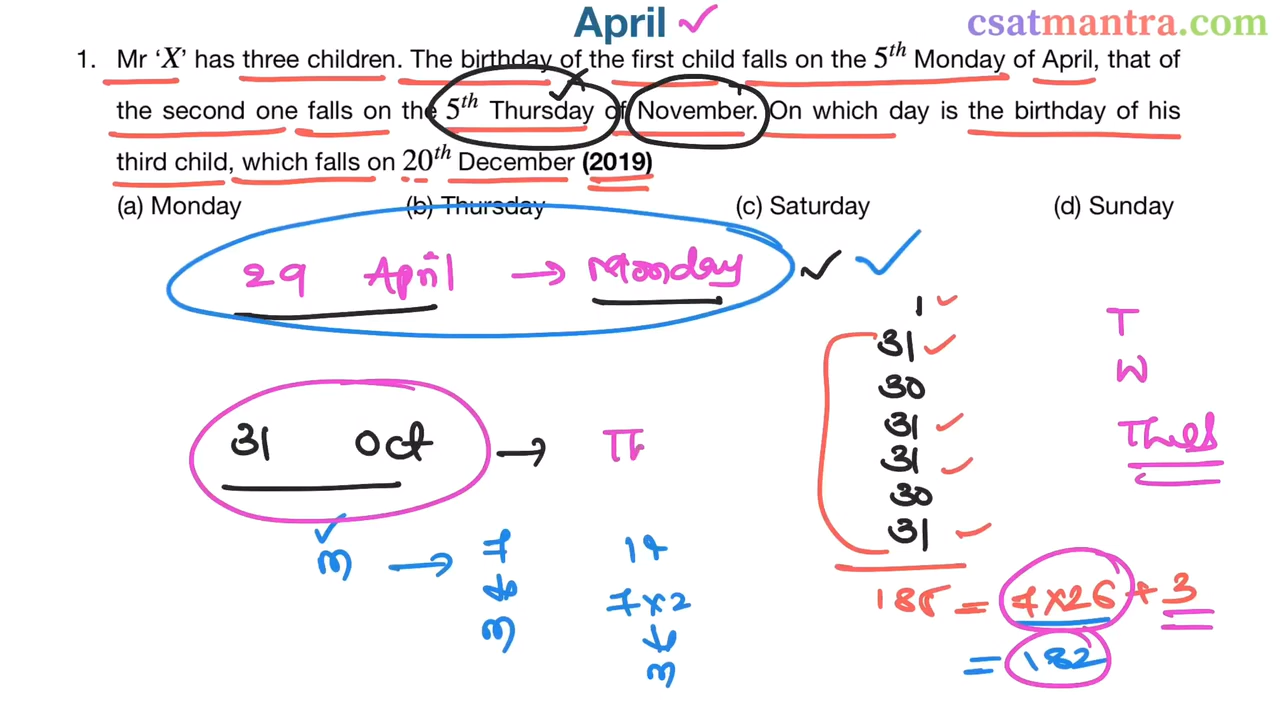 April
csatmantra.com
1. Mr ‘X’ has three children. The birthday of the first child falls on the 5th Monday of April, that of
the second one falls on the 5th Thursday of November. On which day is the birthday of his
third child, which falls on 20th December (2019)
(a) Monday (b) Thursday (c) Saturday (d) Sunday
29 April → Monday
1
31
30
31
31
30
31
185 = 7×26 + 3
= 182
T
W
Thus
31 Oct → Th
m → 7 14
7×2
m
m